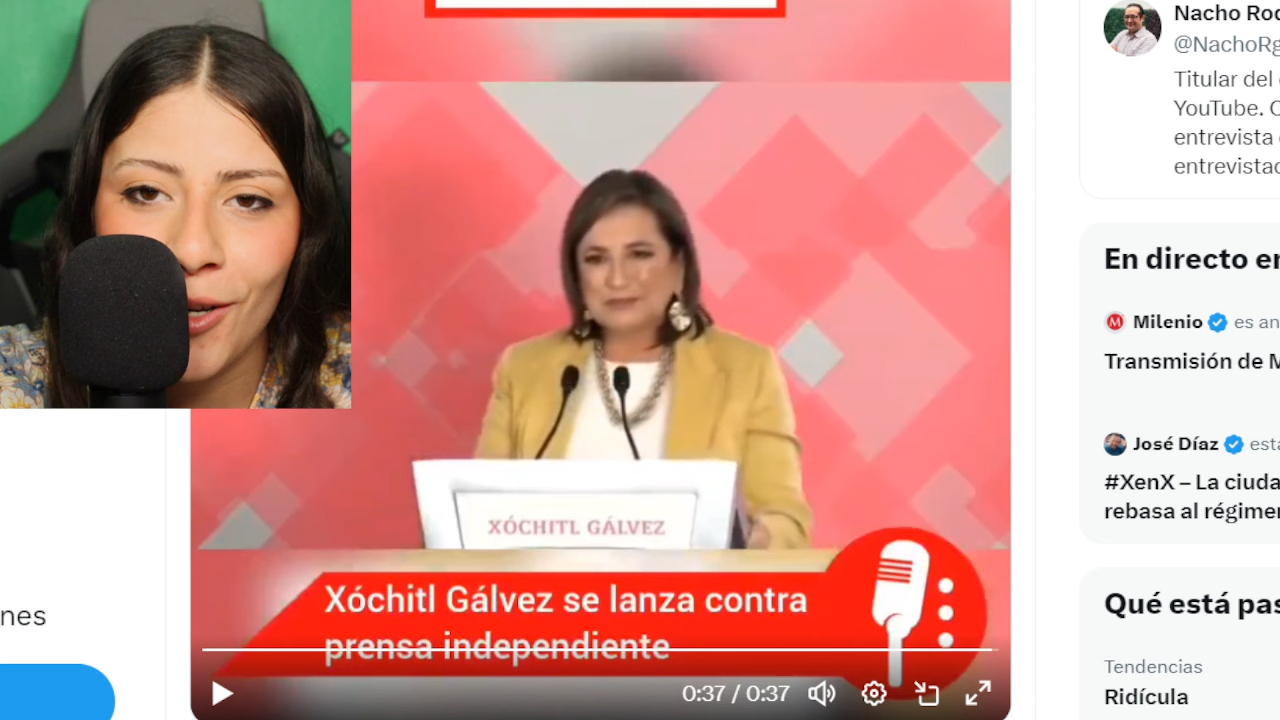 XÓCHITL GÁLVEZ
Xóchitl Gálvez se lanza contra
prensa independiente
0:37 / 0:37
nes
Nacho Rod
@NachoRg
Titular del
YouTube. C
entrevista
entrevistad
En directo en
M
Milenio es an
Transmisión de M
José Díaz está
#XenX – La ciuda
rebasa al régimen
Qué está pas
Tendencias
Ridícula